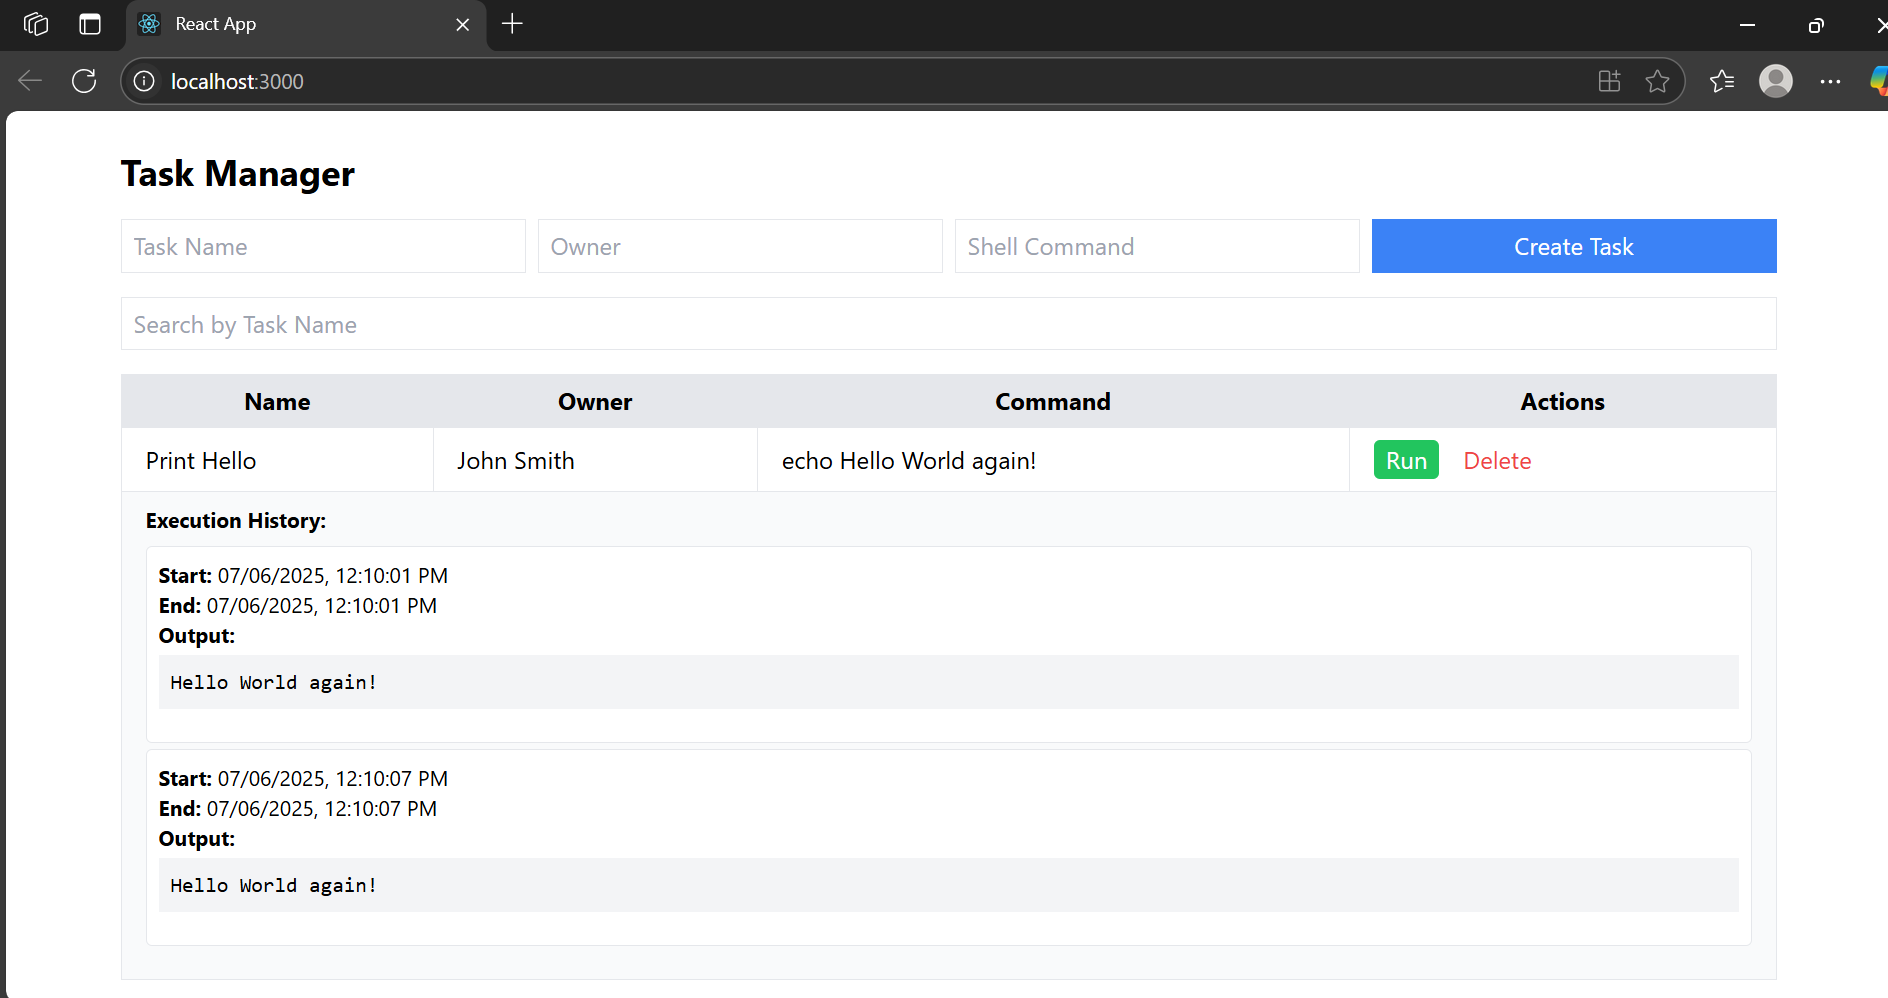 React App
localhost:3000
Task Manager
Task Name Owner Shell Command Create Task
Search by Task Name
Name Owner Command Actions
Print Hello John Smith echo Hello World again! Run Delete
Execution History:
Start: 07/06/2025, 12:10:01 PM
End: 07/06/2025, 12:10:01 PM
Output:
Hello World again!
Start: 07/06/2025, 12:10:07 PM
End: 07/06/2025, 12:10:07 PM
Output:
Hello World again!